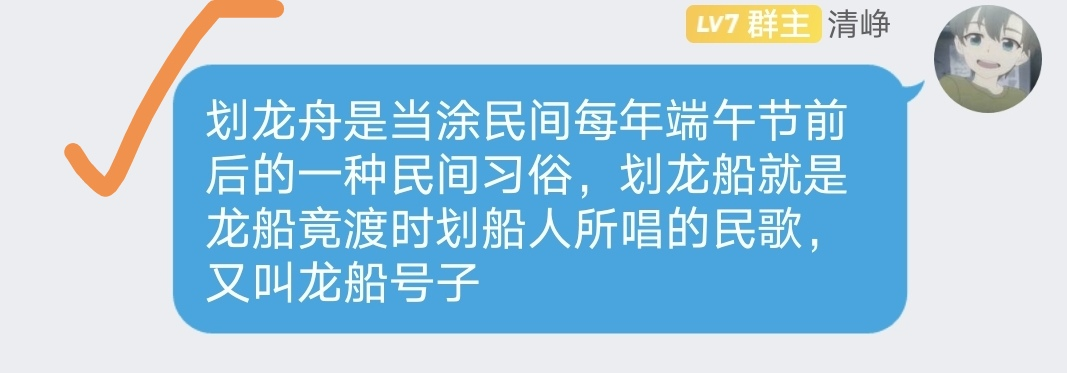 LV7 群主 清峥
划龙舟是当涂民间每年端午节前
后的一种民间习俗，划龙船就是
龙船竟渡时划船人所唱的民歌，
又叫龙船号子